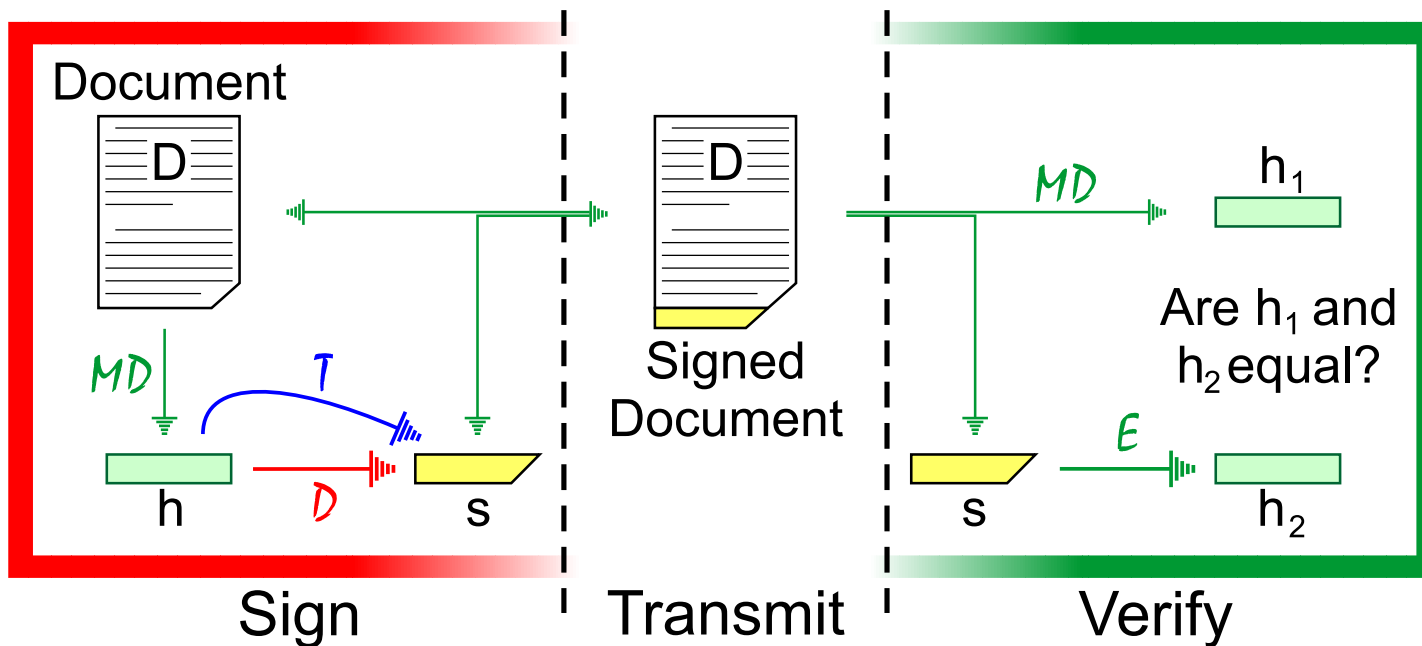 Document
D
MD
T
h
D
s
D
Signed
Document
MD
h₁
Are h₁ and
h₂ equal?
s
E
h₂
Sign
Transmit
Verify